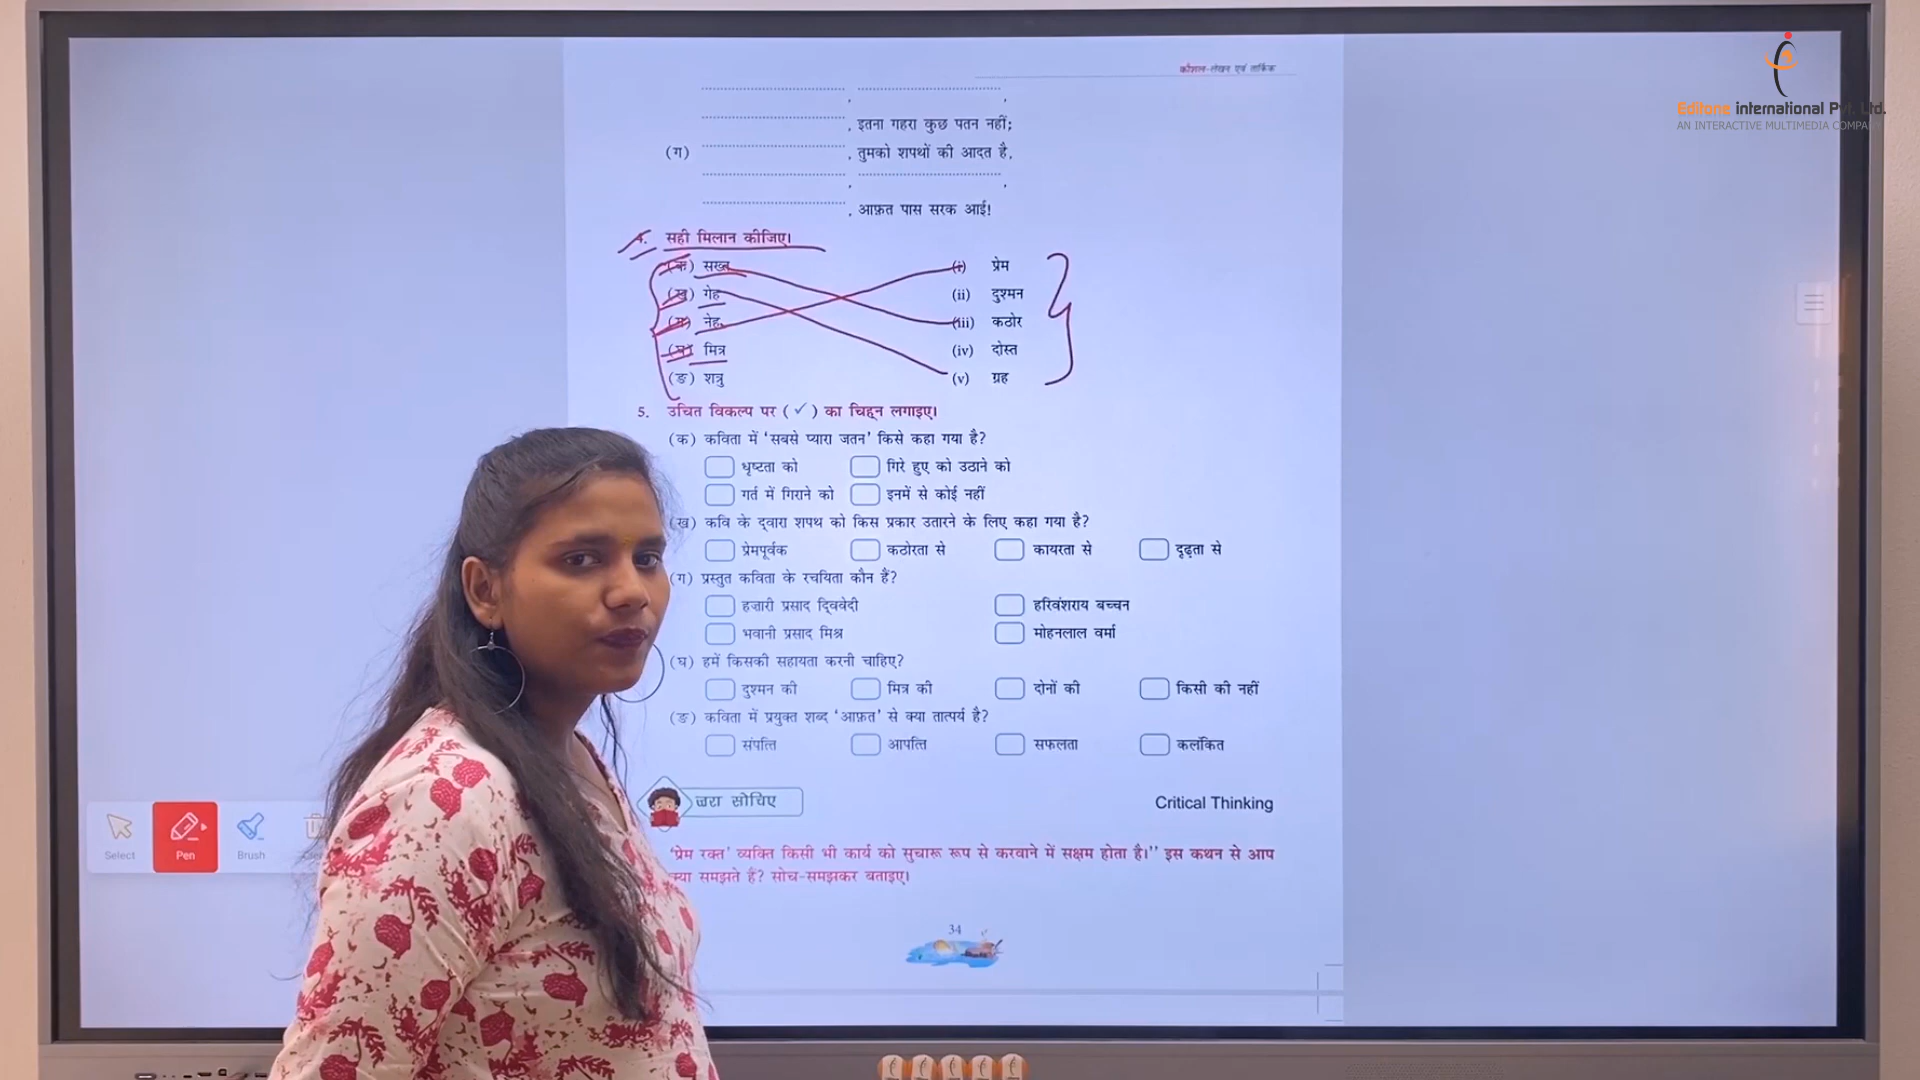 कौशल-लेखन एवं तार्किक
Editone international Pvt. Ltd.
AN INTERACTIVE MULTIMEDIA COMPANY
, इतना गहरा कुछ पतन नहीं;
(ग) , तुमको शपथों की आदत है,
, आफ़त पास सरक आई!
4. सही मिलान कीजिए।
(क) सख्त (i) प्रेम
(ख) गेह (ii) दुश्मन
(ग) नेह (iii) कठोर
(घ) मित्र (iv) दोस्त
(ङ) शत्रु (v) ग्रह
5. उचित विकल्प पर (✓) का चिह्न लगाइए।
(क) कविता में ‘सबसे प्यारा जतन’ किसे कहा गया है?
धृष्टता को गिरे हुए को उठाने को
गर्त में गिराने को इनमें से कोई नहीं
(ख) कवि के द्वारा शपथ को किस प्रकार उतारने के लिए कहा गया है?
प्रेमपूर्वक कठोरता से कायरता से दृढ़ता से
(ग) प्रस्तुत कविता के रचयिता कौन हैं?
हजारी प्रसाद द्विवेदी हरिवंशराय बच्चन
भवानी प्रसाद मिश्र मोहनलाल वर्मा
(घ) हमें किसकी सहायता करनी चाहिए?
दुश्मन की मित्र की दोनों की किसी की नहीं
(ङ) कविता में प्रयुक्त शब्द ‘आफ़त’ से क्या तात्पर्य है?
संपत्ति आपत्ति सफलता कलंकित
ज़रा सोचिए Critical Thinking
‘प्रेम रक्त’ व्यक्ति किसी भी कार्य को सुचारू रूप से करवाने में सक्षम होता है।’’ इस कथन से आप
क्या समझते हैं? सोच-समझकर बताइए।
34
Select Pen Brush